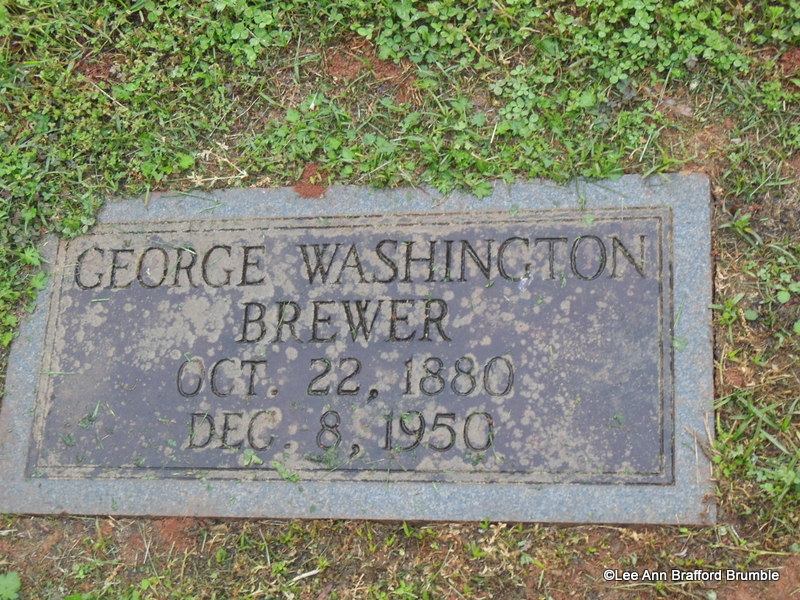 GEORGE WASHINGTON
BREWER
OCT. 22, 1880
DEC. 8, 1950
©Lee Ann Brafford Brumble